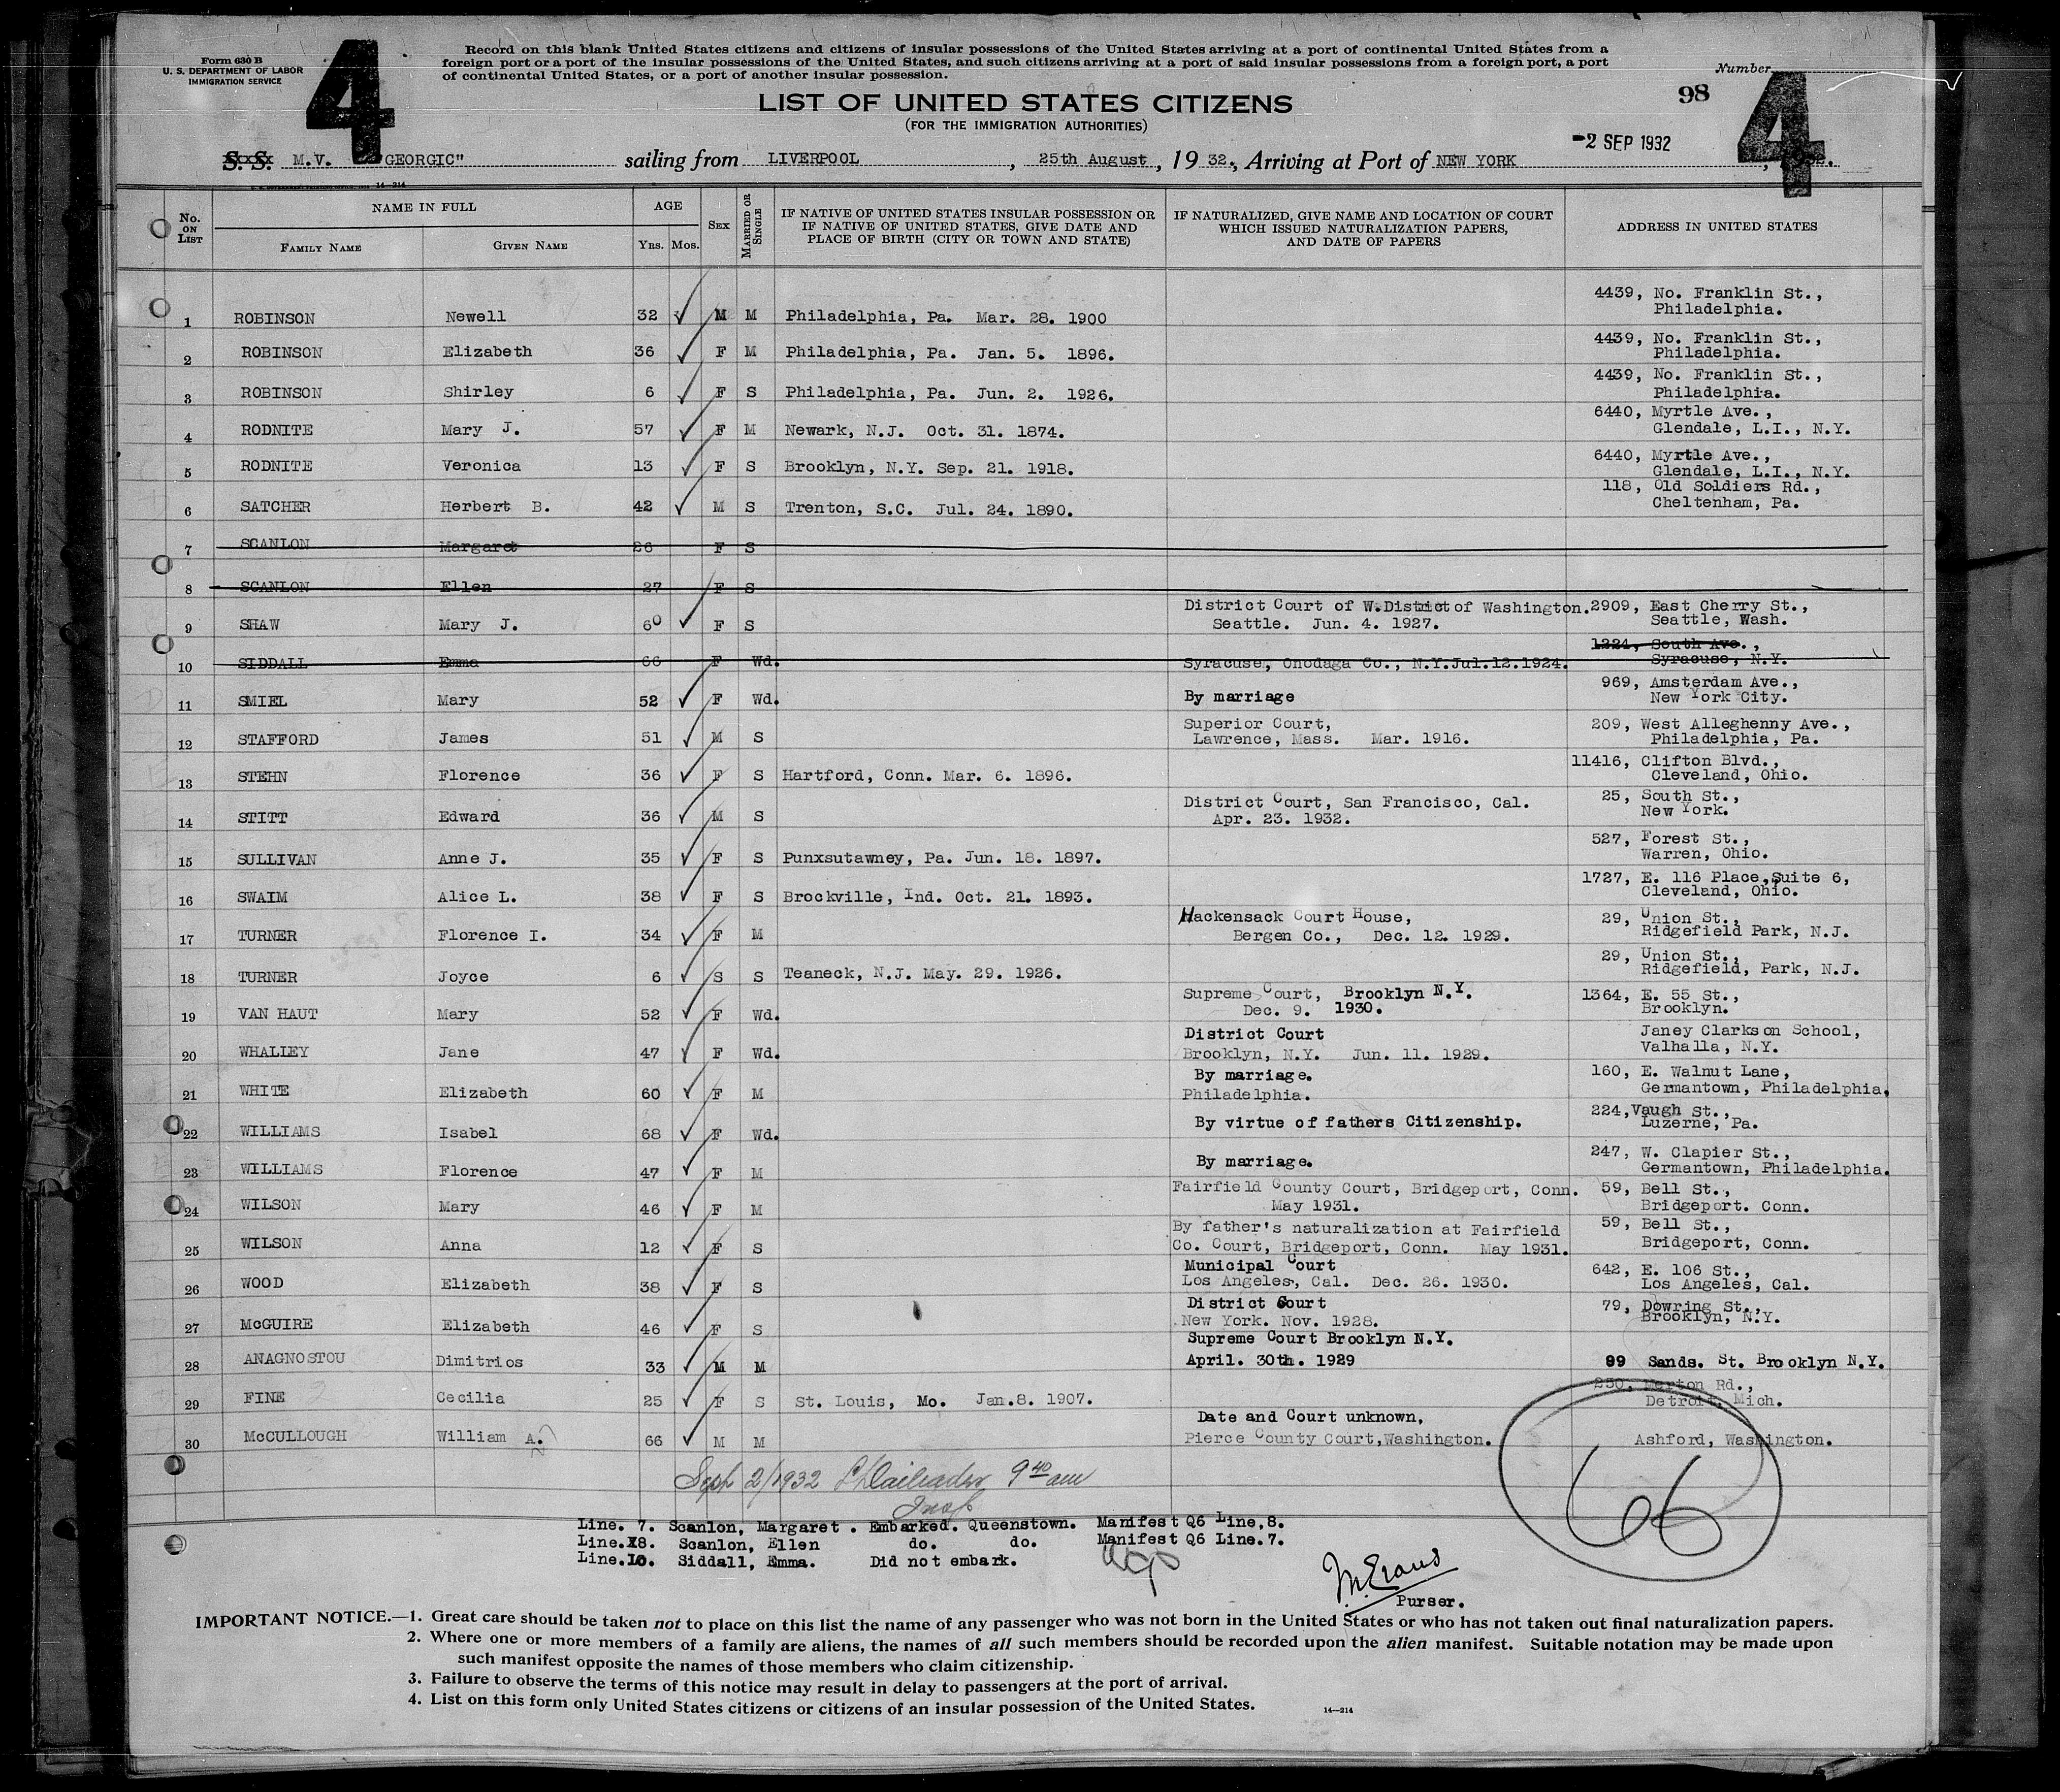 Form 630 B
U. S. DEPARTMENT OF LABOR
IMMIGRATION SERVICE
4
Record on this blank United States citizens and citizens of insular possessions of the United States arriving at a port of continental United States from a
foreign port or a port of the insular possessions of the United States, and such citizens arriving at a port of said insular possessions from a foreign port, a port
of continental United States, or a port of another insular possession.
Number
98
4
LIST OF UNITED STATES CITIZENS
(FOR THE IMMIGRATION AUTHORITIES)
-2 SEP 1932
S. S. M.V. "GEORGIC" sailing from LIVERPOOL, 25th August, 19 32., Arriving at Port of NEW YORK, 1932.
No. ON LIST
NAME IN FULL
FAMILY NAME
GIVEN NAME
AGE
YRS. MOS.
SEX
MARRIED OR SINGLE
IF NATIVE OF UNITED STATES INSULAR POSSESSION OR
IF NATIVE OF UNITED STATES, GIVE DATE AND
PLACE OF BIRTH (CITY OR TOWN AND STATE)
IF NATURALIZED, GIVE NAME AND LOCATION OF COURT
WHICH ISSUED NATURALIZATION PAPERS,
AND DATE OF PAPERS
ADDRESS IN UNITED STATES
1 ROBINSON Newell 32 M M Philadelphia, Pa. Mar. 28. 1900 4439, No. Franklin St.,
Philadelphia.
2 ROBINSON Elizabeth 36 F M Philadelphia, Pa. Jan. 5. 1896. 4439, No. Franklin St.,
Philadelphia.
3 ROBINSON Shirley 6 F S Philadelphia, Pa. Jun. 2. 1926. 4439, No. Franklin St.,
Philadelphia.
4 RODNITE Mary J. 57 F M Newark, N.J. Oct. 31. 1874. 6440, Myrtle Ave.,
Glendale, L.I., N.Y.
5 RODNITE Veronica 13 F S Brooklyn, N.Y. Sep. 21. 1918. 6440, Myrtle Ave.,
Glendale, L.I., N.Y.
6 SATCHER Herbert B. 42 M S Trenton, S.C. Jul. 24. 1890. 118, Old Soldiers Rd.,
Cheltenham, Pa.
7 SCANLON Margaret 26 F S
8 SCANLON Ellen 27 F S
9 SHAW Mary J. 60 F S District Court of W.District of Washington. 2909, East Cherry St.,
Seattle. Jun. 4. 1927. Seattle, Wash.
10 SIDDALL Emma 66 F Wd. Syracuse, Onodaga Co., N.Y.Jul.12.1924. 1224, South Ave.,
Syracuse, N.Y.
11 SMIEL Mary 52 F Wd. By marriage 969, Amsterdam Ave.,
New York City.
12 STAFFORD James 51 M S Superior Court, 209, West Alleghenny Ave.,
Lawrence, Mass. Mar. 1916. Philadelphia, Pa.
13 STEHN Florence 36 F S Hartford, Conn. Mar. 6. 1896. 11416, Clifton Blvd.,
Cleveland, Ohio.
14 STITT Edward 36 M S District Court, San Francisco, Cal. 25, South St.,
Apr. 23. 1932. New York.
15 SULLIVAN Anne J. 35 F S Punxsutawney, Pa. Jun. 18. 1897. 527, Forest St.,
Warren, Ohio.
16 SWAIM Alice L. 38 F S Brockville, Ind. Oct. 21. 1893. 1727, E. 116 Place,Suite 6,
Cleveland, Ohio.
17 TURNER Florence I. 34 F M Hackensack Court House, 29, Union St.,
Bergen Co., Dec. 12. 1929. Ridgefield Park, N.J.
18 TURNER Joyce 6 S S Teaneck, N.J. May. 29. 1926. 29, Union St.,
Ridgefield, Park, N.J.
19 VAN HAUT Mary 52 F Wd. Supreme Court, Brooklyn N.Y. 1364, E. 55 St.,
Dec. 9. 1930. Brooklyn.
20 WHALLEY Jane 47 F Wd. District Court Janey Clarkson School,
Brooklyn, N.Y. Jun. 11. 1929. Valhalla, N.Y.
21 WHITE Elizabeth 60 F M By marriage. 160, E. Walnut Lane,
Philadelphia. Germantown, Philadelphia.
22 WILLIAMS Isabel 68 F Wd. By virtue of fathers Citizenship. 224,Vaugh St.,
Luzerne, Pa.
23 WILLIAMS Florence 47 F M By marriage. 247, W. Clapier St.,
Germantown, Philadelphia.
24 WILSON Mary 46 F M Fairfield County Court, Bridgeport, Conn. 59, Bell St.,
May 1931. Bridgeport. Conn.
25 WILSON Anna 12 F S By father's naturalization at Fairfield 59, Bell St.,
Co. Court, Bridgeport, Conn. May 1931. Bridgeport, Conn.
26 WOOD Elizabeth 38 F S Municipal Court 642, E. 106 St.,
Los Angeles, Cal. Dec. 26. 1930. Los Angeles, Cal.
27 McGUIRE Elizabeth 46 F S District Court 79, Dowring St.,
New York. Nov. 1928. Brooklyn, N.Y.
28 ANAGNOSTOU Dimitrios 33 M M Supreme Court Brooklyn N.Y.
April. 30th. 1929 99 Sands. St. Brooklyn N.Y.
29 FINE Cecilia 25 F S St. Louis, Mo. Jan.8. 1907. Rd.,
Detroit, Mich.
30 McCULLOUGH William A. 66 M M Date and Court unknown,
Pierce County Court,Washington. Ashford, Washington.
Sept 2/1932 9 40 am
Insp
66
Line. 7. Scanlon, Margaret. Embarked. Queenstown. Manifest Q6 Line,8.
Line. 8. Scanlon, Ellen do. do. Manifest Q6 Line.7.
Line.10. Siddall, Emma. Did not embark.
J.M.Evans
Purser.
IMPORTANT NOTICE.—1. Great care should be taken not to place on this list the name of any passenger who was not born in the United States or who has not taken out final naturalization papers.
2. Where one or more members of a family are aliens, the names of all such members should be recorded upon the alien manifest. Suitable notation may be made upon
such manifest opposite the names of those members who claim citizenship.
3. Failure to observe the terms of this notice may result in delay to passengers at the port of arrival.
4. List on this form only United States citizens or citizens of an insular possession of the United States.
14—214